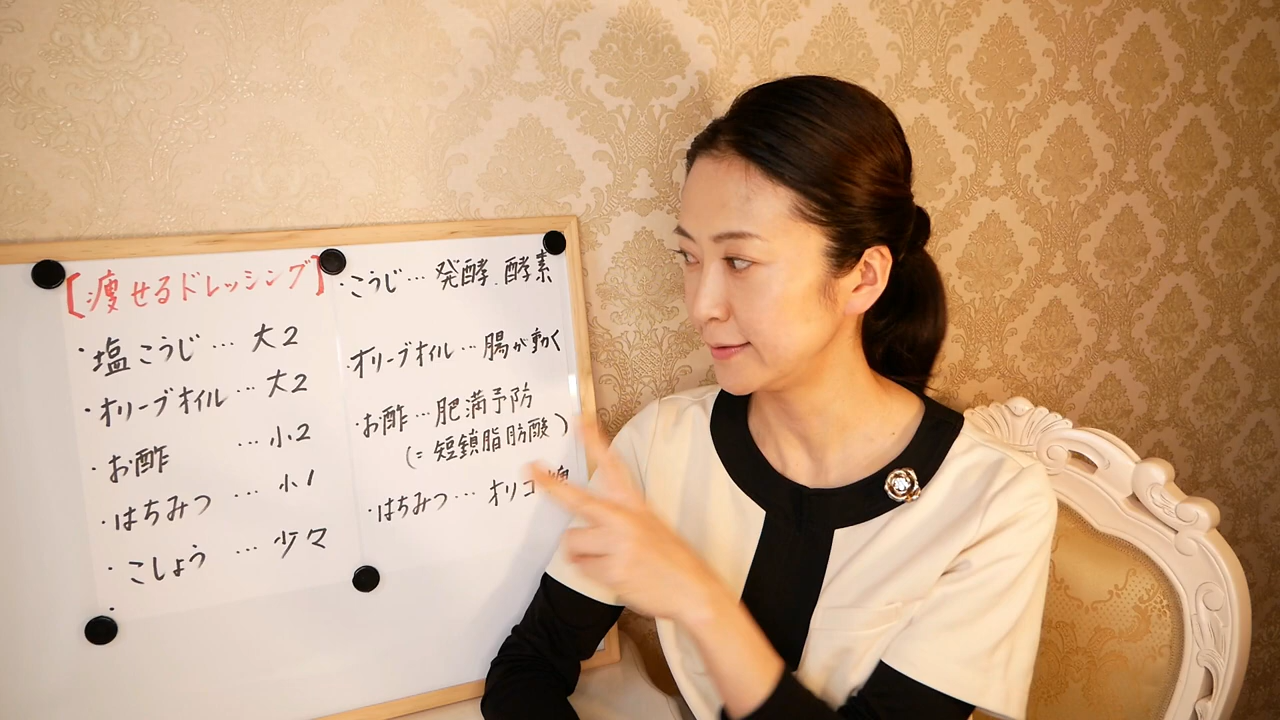 【痩せるドレッシング】
・塩こうじ…大2
・オリーブオイル…大2
・お酢…小2
・はちみつ…小1
・こしょう…少々
・こうじ…発酵.酵素
・オリーブオイル…腸が動く
・お酢…肥満予防
(=短鎖脂肪酸)
・はちみつ…オリゴ